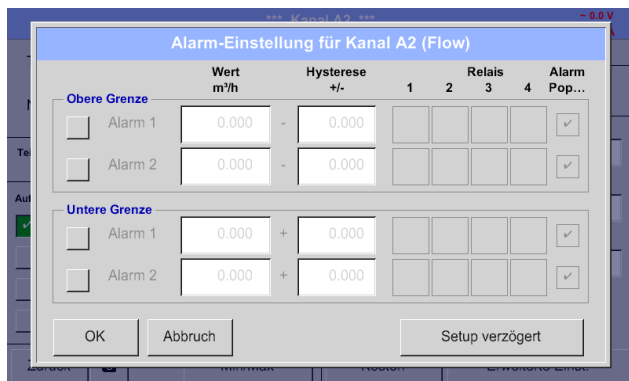 *** Kanal A2 ***
~ 0.0 V
Alarm-Einstellung für Kanal A2 (Flow)
Wert Hysterese Relais Alarm
m³/h +/- 1 2 3 4 Pop...
Obere Grenze
Alarm 1 0.000 - 0.000
Alarm 2 0.000 - 0.000
Untere Grenze
Alarm 1 0.000 + 0.000
Alarm 2 0.000 + 0.000
OK Abbruch Setup verzögert
Zurück Min/Max Kosten Erweiterte Einst.